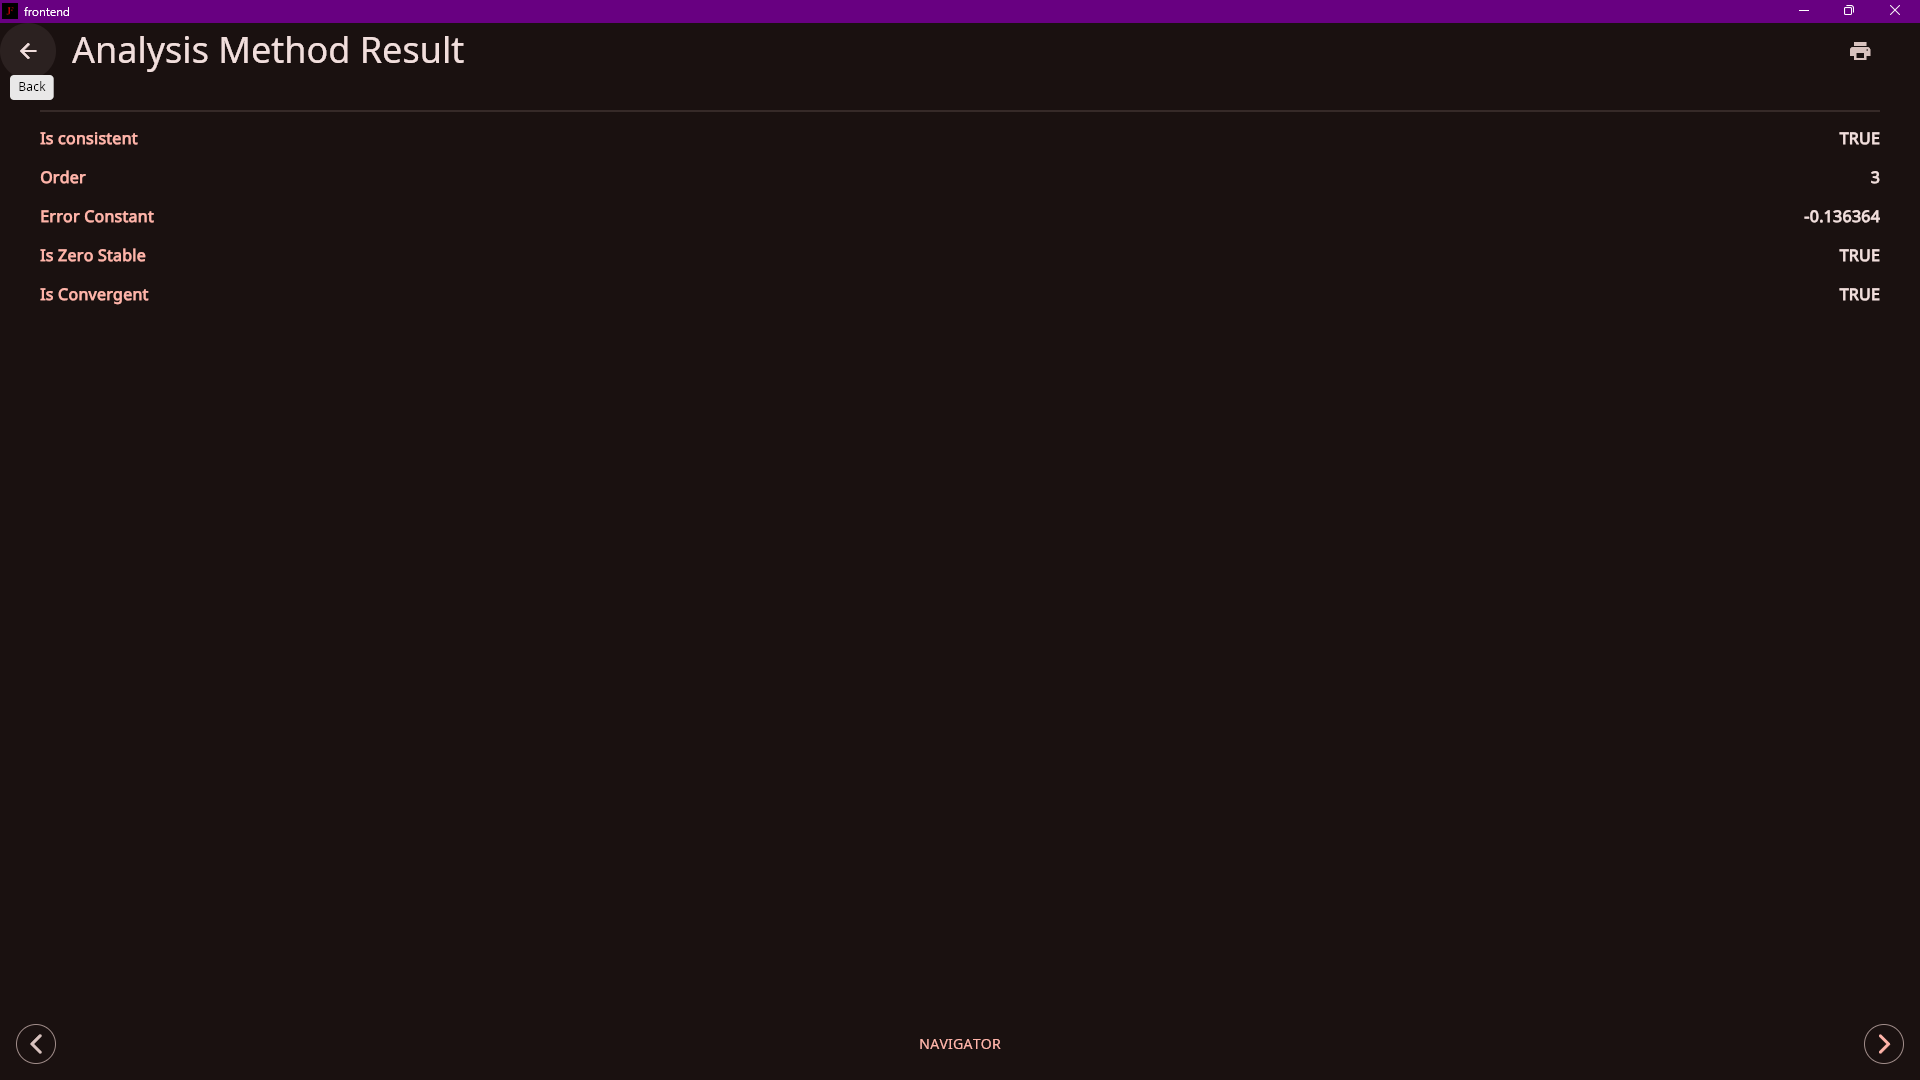 frontend
Analysis Method Result
Back
Is consistent TRUE
Order 3
Error Constant -0.136364
Is Zero Stable TRUE
Is Convergent TRUE
NAVIGATOR